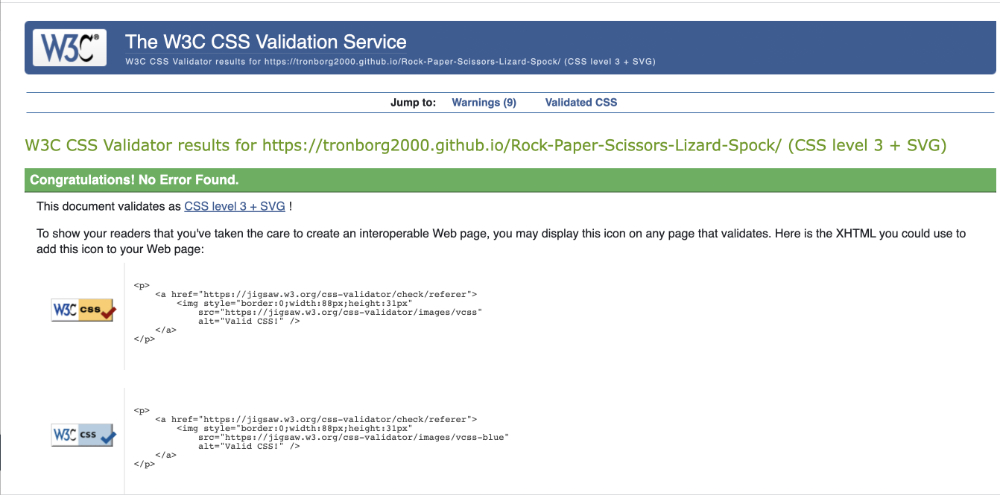 W3C®
The W3C CSS Validation Service
W3C CSS Validator results for https://tronborg2000.github.io/Rock-Paper-Scissors-Lizard-Spock/ (CSS level 3 + SVG)
Jump to: Warnings (9) Validated CSS
W3C CSS Validator results for https://tronborg2000.github.io/Rock-Paper-Scissors-Lizard-Spock/ (CSS level 3 + SVG)
Congratulations! No Error Found.
This document validates as CSS level 3 + SVG !
To show your readers that you've taken the care to create an interoperable Web page, you may display this icon on any page that validates. Here is the XHTML you could use to
add this icon to your Web page:
W3C css
<p>
<a href="https://jigsaw.w3.org/css-validator/check/referer">
<img style="border:0;width:88px;height:31px"
src="https://jigsaw.w3.org/css-validator/images/vcss"
alt="Valid CSS!" />
</a>
</p>
W3C css
<p>
<a href="https://jigsaw.w3.org/css-validator/check/referer">
<img style="border:0;width:88px;height:31px"
src="https://jigsaw.w3.org/css-validator/images/vcss-blue"
alt="Valid CSS!" />
</a>
</p>